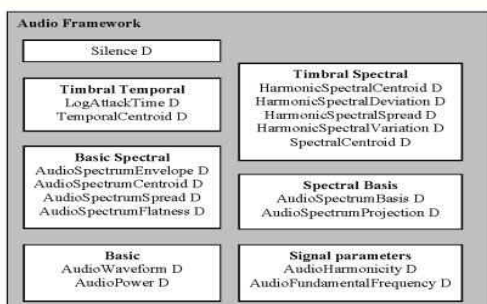 Audio Framework
Silence D
Timbral Temporal
LogAttackTime D
TemporalCentroid D
Basic Spectral
AudioSpectrumEnvelope D
AudioSpectrumCentroid D
AudioSpectrumSpread D
AudioSpectrumFlatness D
Basic
AudioWaveform D
AudioPower D
Timbral Spectral
HarmonicSpectralCentroid D
HarmonicSpectralDeviation D
HarmonicSpectralSpread D
HarmonicSpectralVariation D
SpectralCentroid D
Spectral Basis
AudioSpectrumBasis D
AudioSpectrumProjection D
Signal parameters
AudioHarmonicity D
AudioFundamentalFrequency D